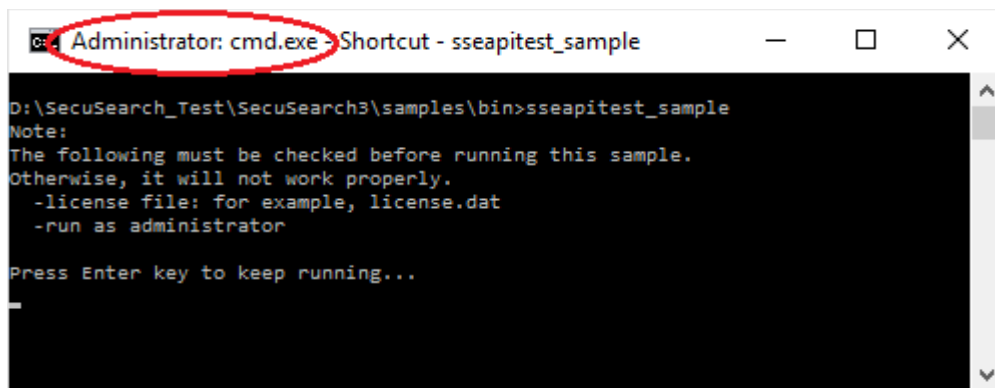 Administrator: cmd.exe - Shortcut - sseapitest_sample
D:\SecuSearch_Test\SecuSearch3\samples\bin>sseapitest_sample
Note:
The following must be checked before running this sample.
Otherwise, it will not work properly.
  -license file: for example, license.dat
  -run as administrator
Press Enter key to keep running...